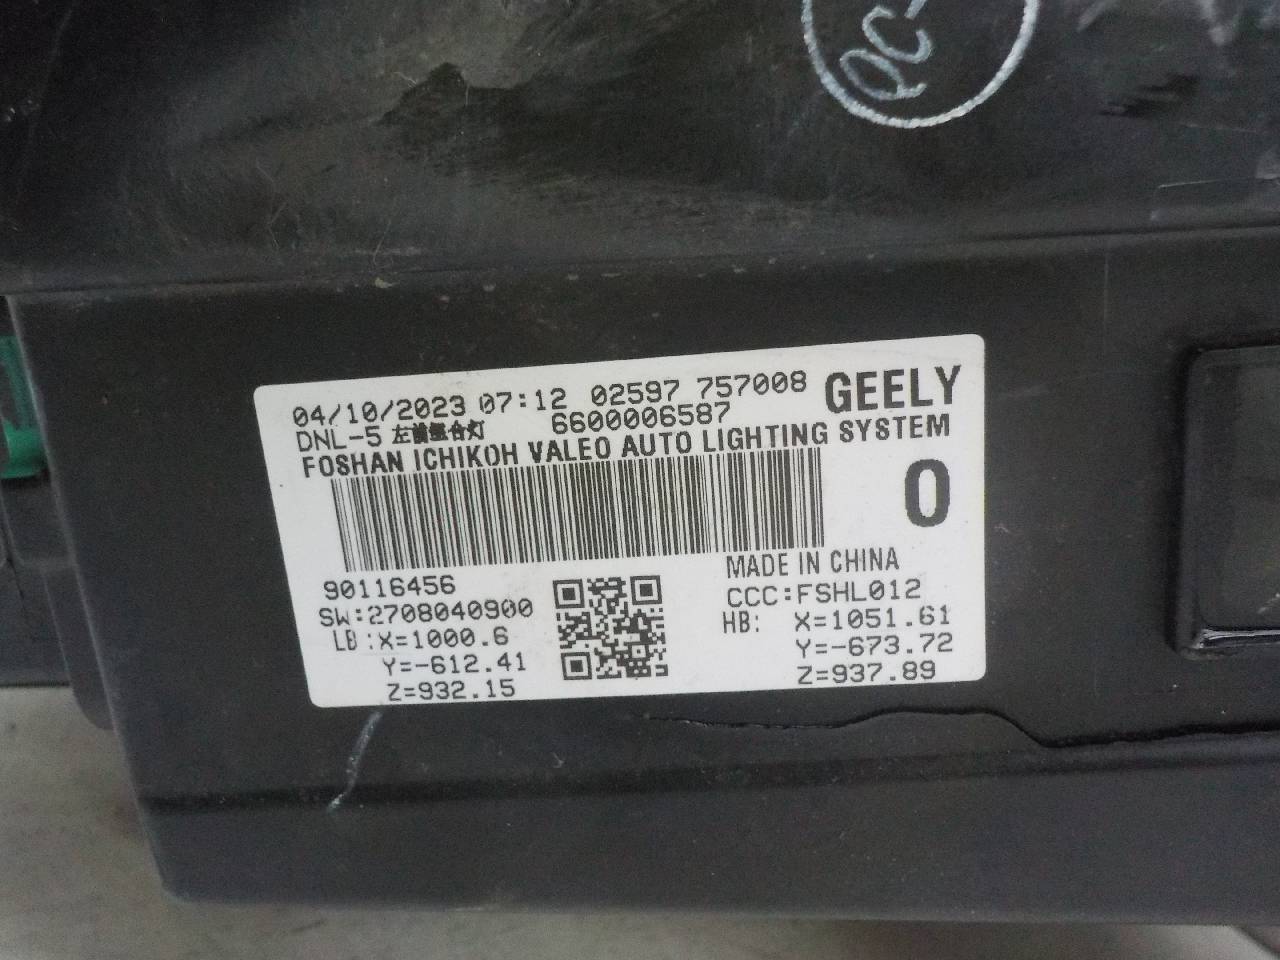 QC-
04/10/2023 07:12 02597 757008 GEELY
DNL-5 左前组合灯 6600006587
FOSHAN ICHIKOH VALEO AUTO LIGHTING SYSTEM
0
90116456 MADE IN CHINA
SW:2708040900 CCC:FSHL012
LB:X=1000.6 HB: X=1051.61
Y=-612.41 Y=-673.72
Z=932.15 Z=937.89